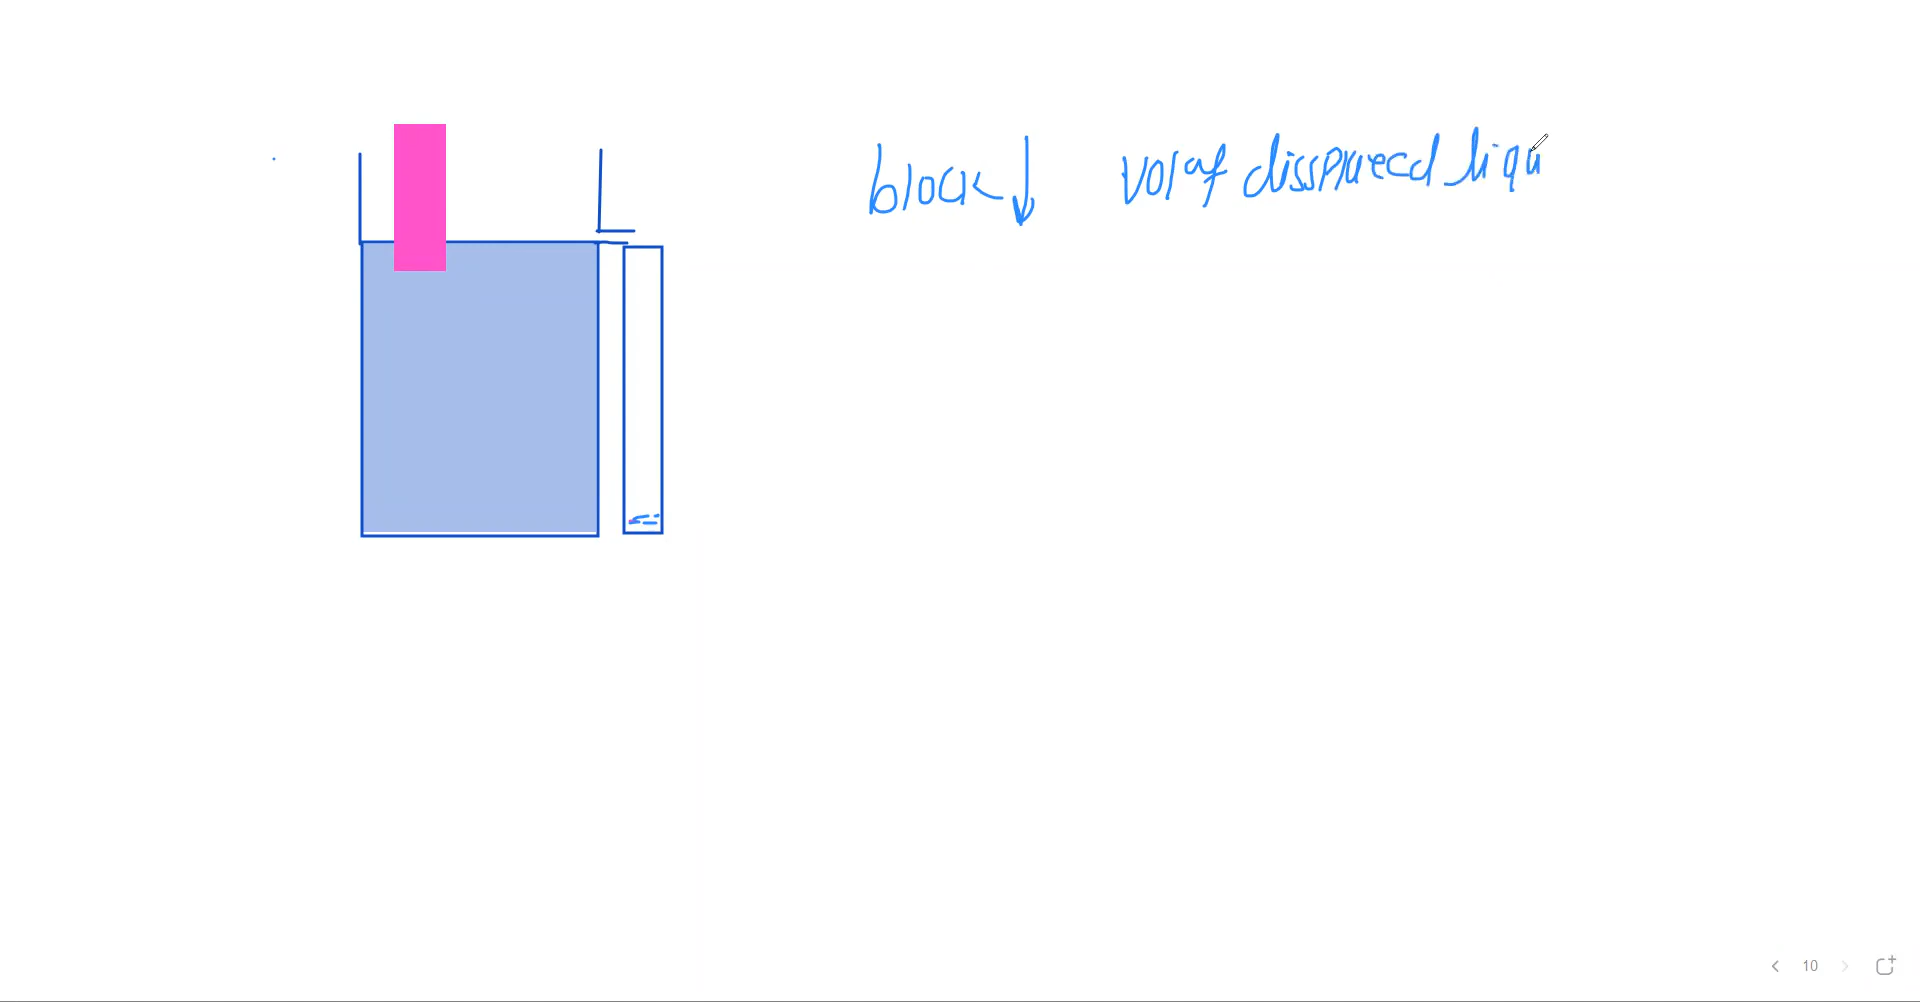 block ↓ vol of dissplaced liqu
10